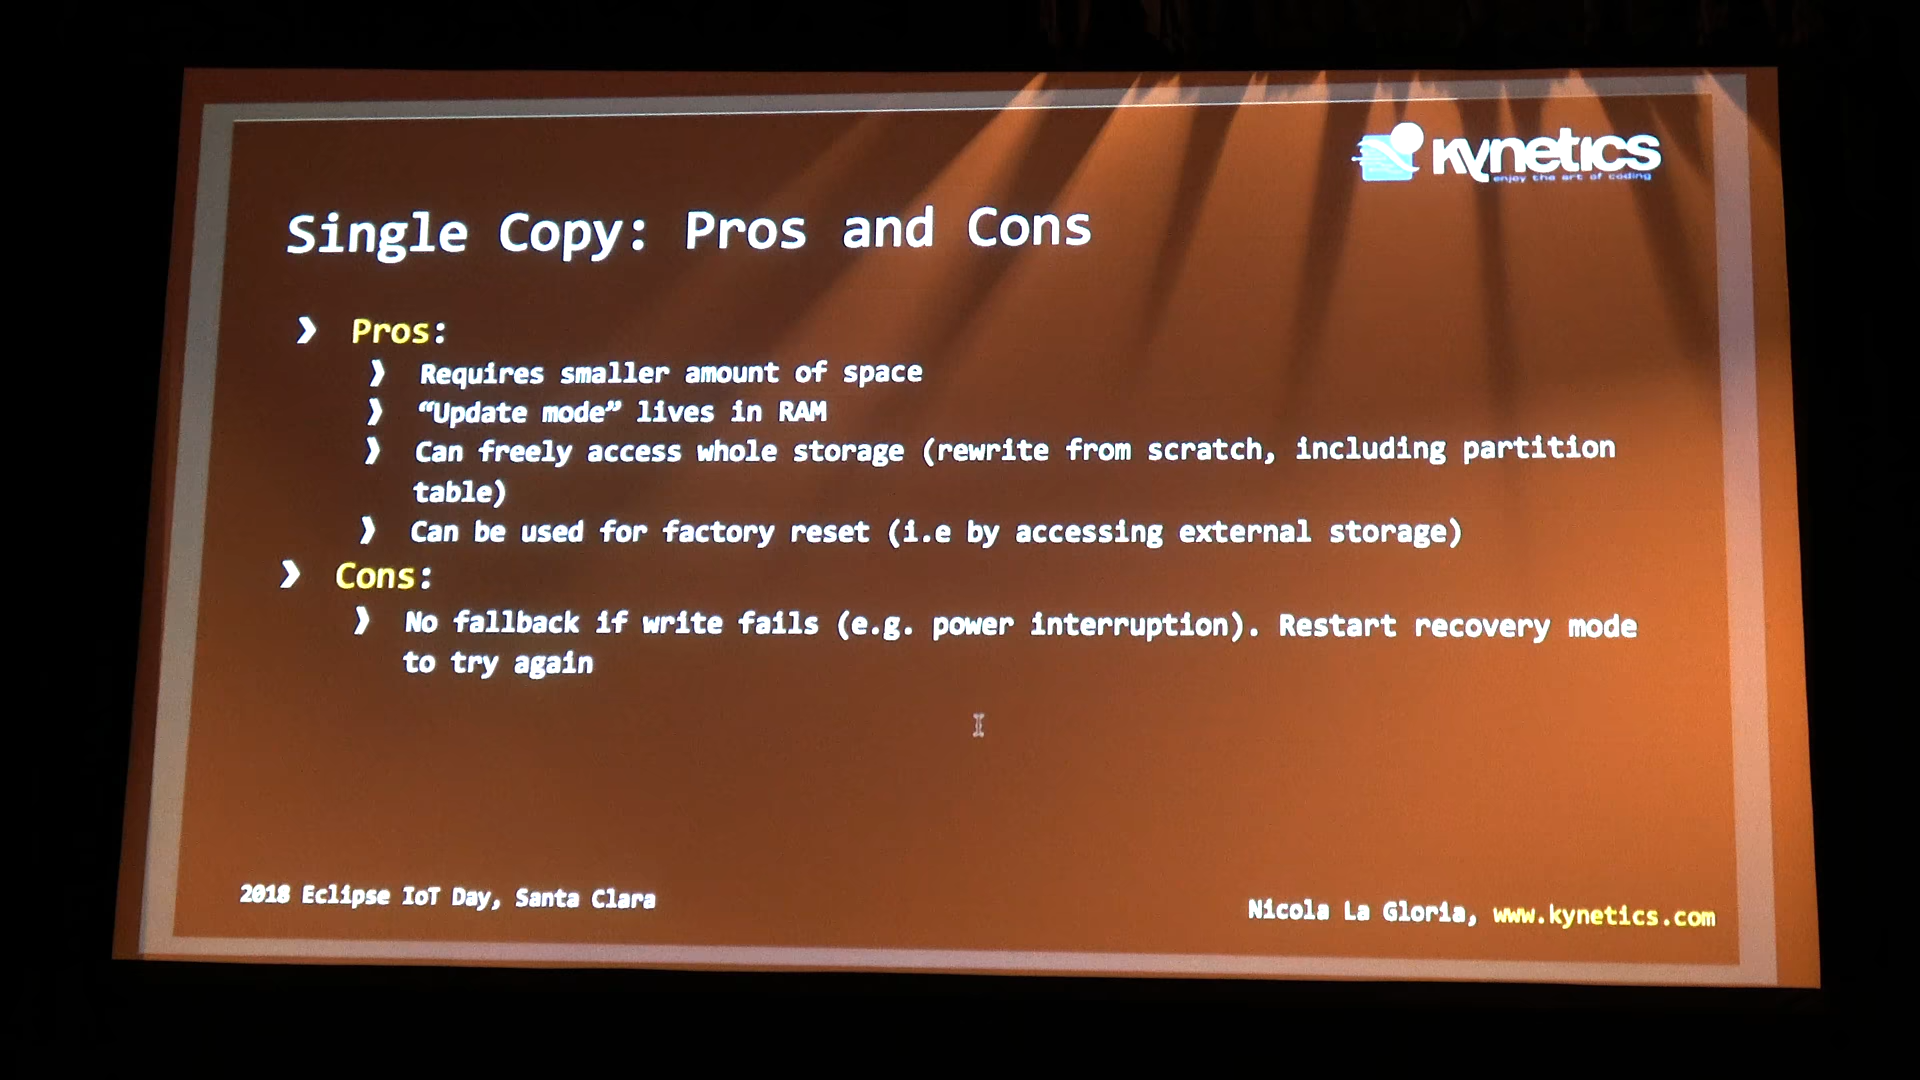 kynetics
enjoy the art of coding
Single Copy: Pros and Cons
Pros:
Requires smaller amount of space
“Update mode” lives in RAM
Can freely access whole storage (rewrite from scratch, including partition
table)
Can be used for factory reset (i.e by accessing external storage)
Cons:
No fallback if write fails (e.g. power interruption). Restart recovery mode
to try again
2018 Eclipse IoT Day, Santa Clara
Nicola La Gloria, www.kynetics.com